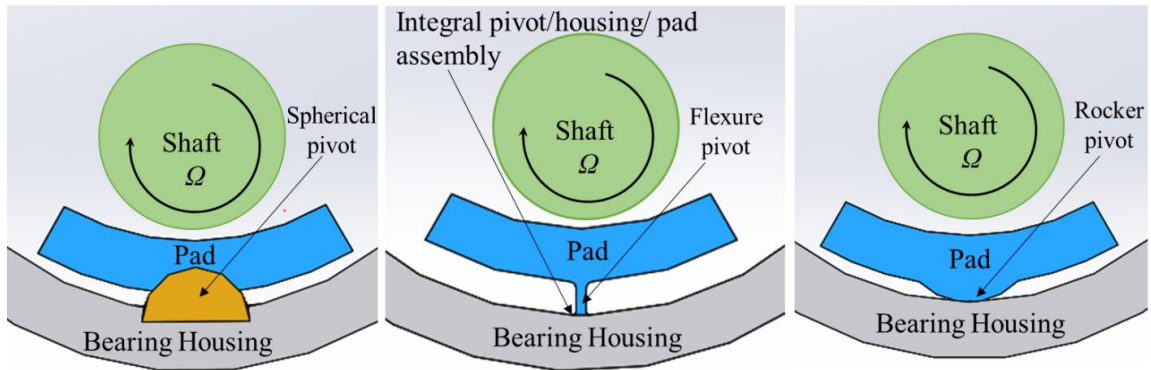 Shaft
Ω
Spherical
pivot
Pad
Bearing Housing
Integral pivot/housing/ pad
assembly
Shaft
Ω
Flexure
pivot
Pad
Bearing Housing
Shaft
Ω
Rocker
pivot
Pad
Bearing Housing